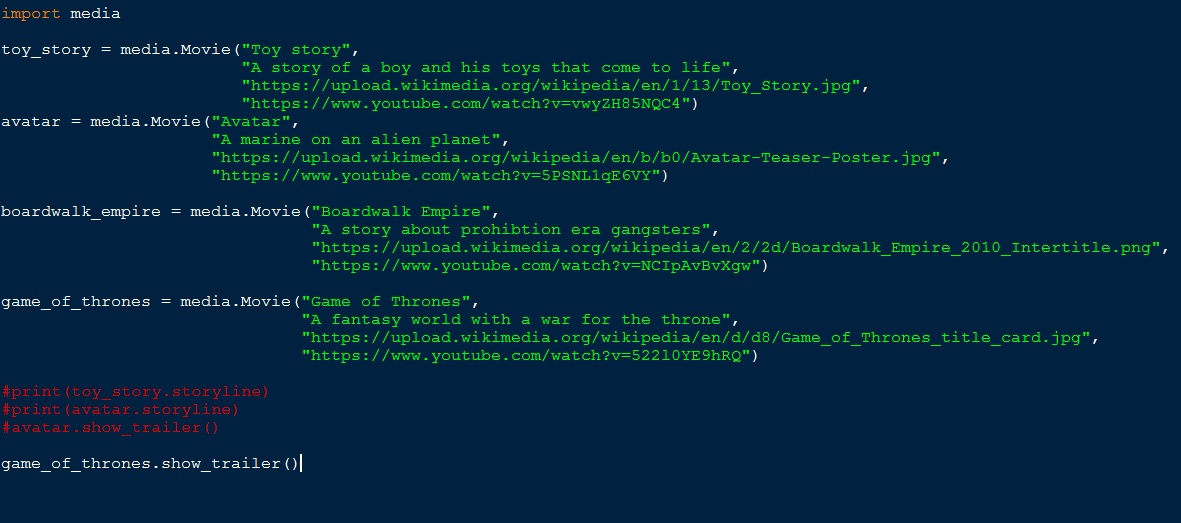 import media
toy_story = media.Movie("Toy story",
"A story of a boy and his toys that come to life",
"https://upload.wikimedia.org/wikipedia/en/1/13/Toy_Story.jpg",
"https://www.youtube.com/watch?v=vwyZH85NQC4")
avatar = media.Movie("Avatar",
"A marine on an alien planet",
"https://upload.wikimedia.org/wikipedia/en/b/b0/Avatar-Teaser-Poster.jpg",
"https://www.youtube.com/watch?v=5PSNL1qE6VY")
boardwalk_empire = media.Movie("Boardwalk Empire",
"A story about prohibtion era gangsters",
"https://upload.wikimedia.org/wikipedia/en/2/2d/Boardwalk_Empire_2010_Intertitle.png",
"https://www.youtube.com/watch?v=NCIpAvBvXgw")
game_of_thrones = media.Movie("Game of Thrones",
"A fantasy world with a war for the throne",
"https://upload.wikimedia.org/wikipedia/en/d/d8/Game_of_Thrones_title_card.jpg",
"https://www.youtube.com/watch?v=522l0YE9hRQ")
#print(toy_story.storyline)
#print(avatar.storyline)
#avatar.show_trailer()
game_of_thrones.show_trailer()